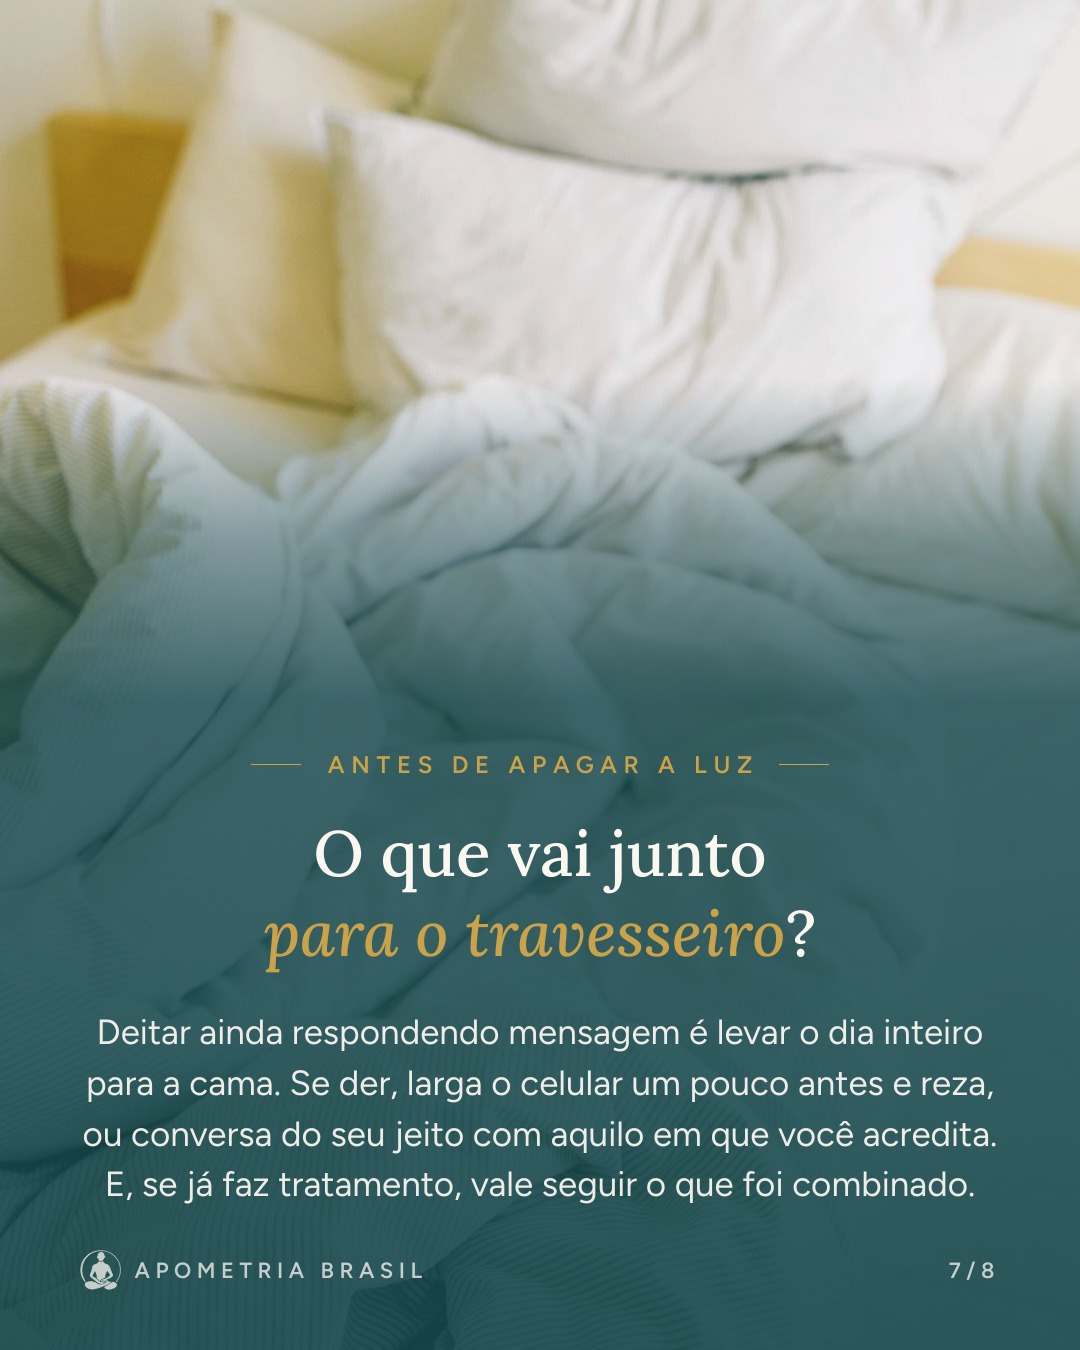 ANTES DE APAGAR A LUZ
O que vai junto
para o travesseiro?
Deitar ainda respondendo mensagem é levar o dia inteiro
para a cama. Se der, larga o celular um pouco antes e reza,
ou conversa do seu jeito com aquilo em que você acredita.
E, se já faz tratamento, vale seguir o que foi combinado.
APOMETRIA BRASIL
7/8